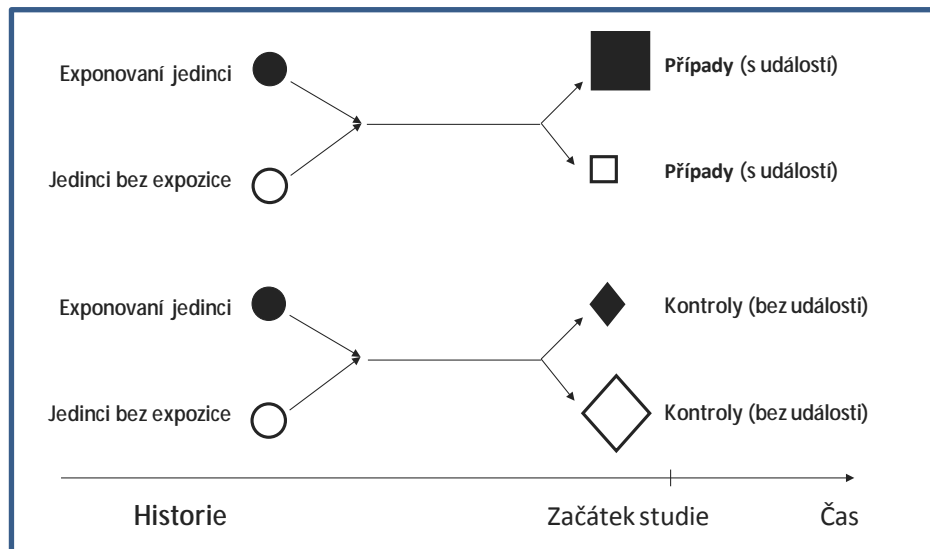 Exponovaní jedinci
Případy (s událostí)
Jedinci bez expozice
Případy (s událostí)
Exponovaní jedinci
Kontroly (bez události)
Jedinci bez expozice
Kontroly (bez události)
Historie
Začátek studie
Čas